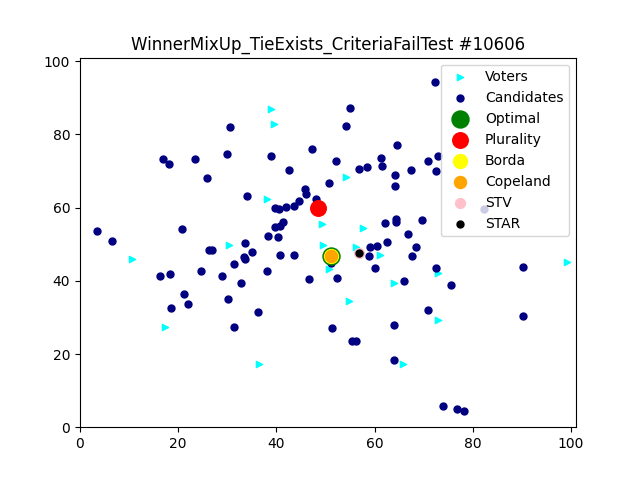 WinnerMixUp_TieExists_CriteriaFailTest #10606
100
80
60
40
20
0
0 20 40 60 80 100
Voters
Candidates
Optimal
Plurality
Borda
Copeland
STV
STAR